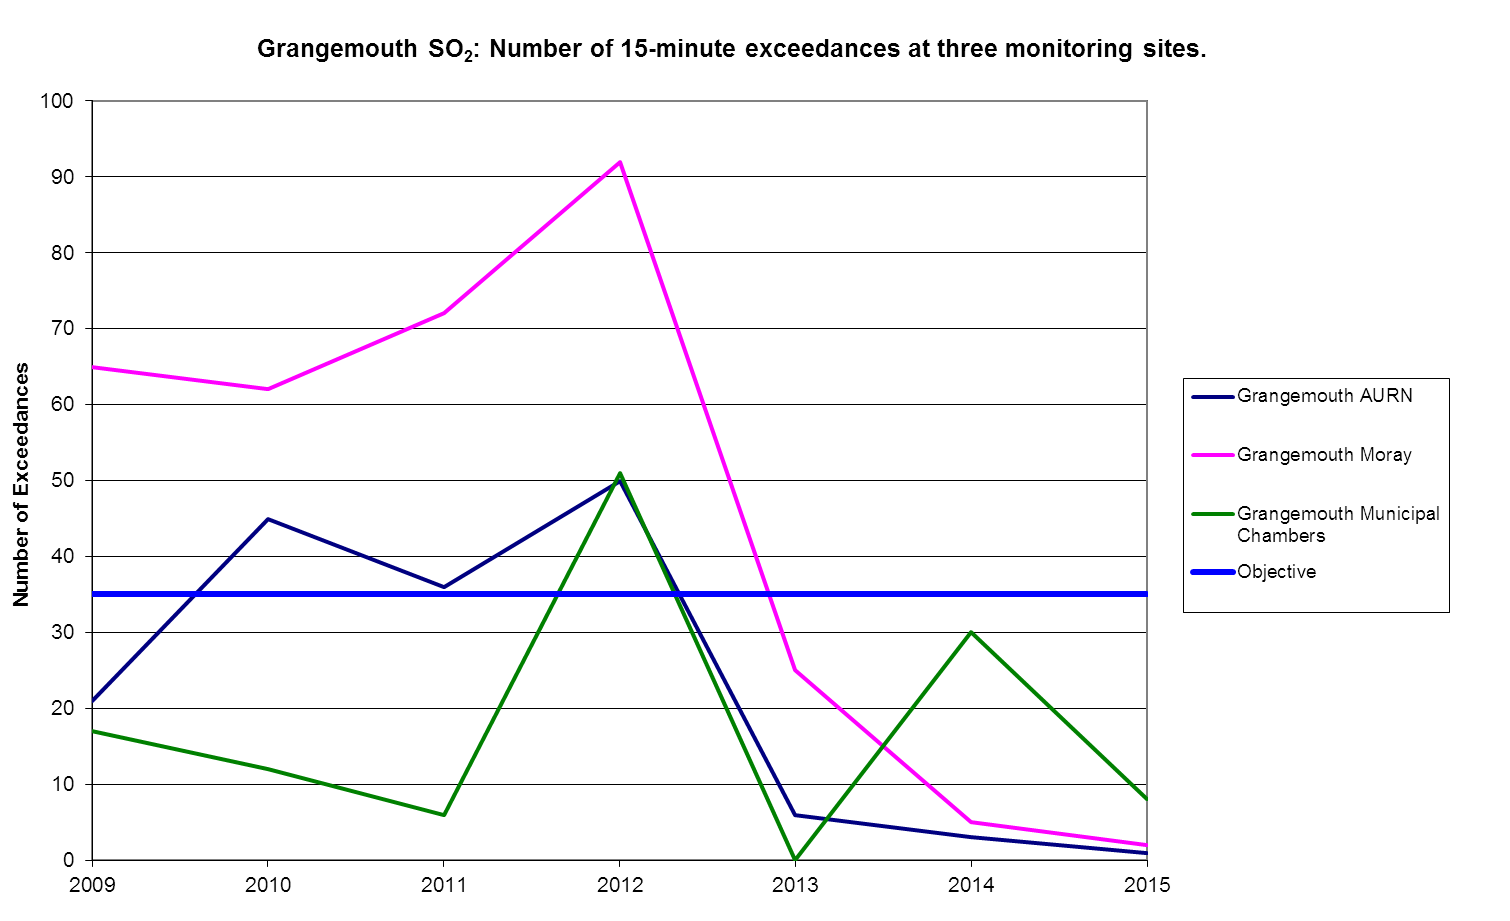 Grangemouth SO₂: Number of 15-minute exceedances at three monitoring sites.
100
90
80
70
60
50
40
30
20
10
0
Number of Exceedances
2009 2010 2011 2012 2013 2014 2015
Grangemouth AURN
Grangemouth Moray
Grangemouth Municipal
Chambers
Objective